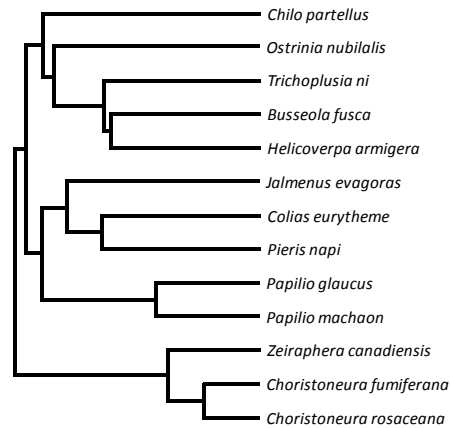 Chilo partellus
Ostrinia nubilalis
Trichoplusia ni
Busseola fusca
Helicoverpa armigera
Jalmenus evagoras
Colias eurytheme
Pieris napi
Papilio glaucus
Papilio machaon
Zeiraphera canadiensis
Choristoneura fumiferana
Choristoneura rosaceana